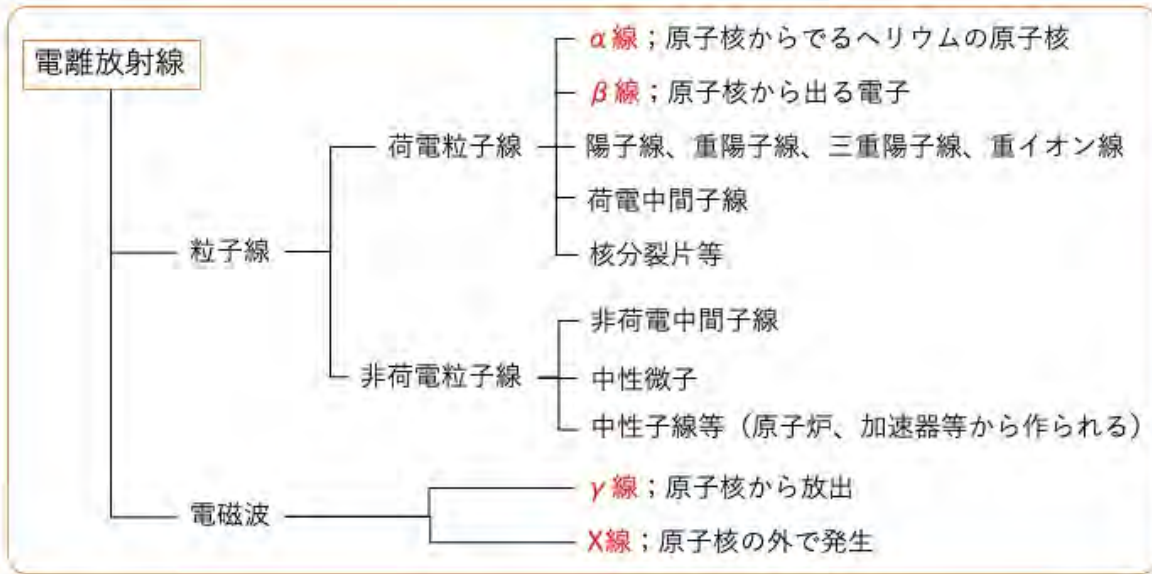 電離放射線
粒子線
荷電粒子線
α線；原子核からでるヘリウムの原子核
β線；原子核から出る電子
陽子線、重陽子線、三重陽子線、重イオン線
荷電中間子線
核分裂片等
非荷電粒子線
非荷電中間子線
中性微子
中性子線等（原子炉、加速器等から作られる）
電磁波
γ線；原子核から放出
X線；原子核の外で発生